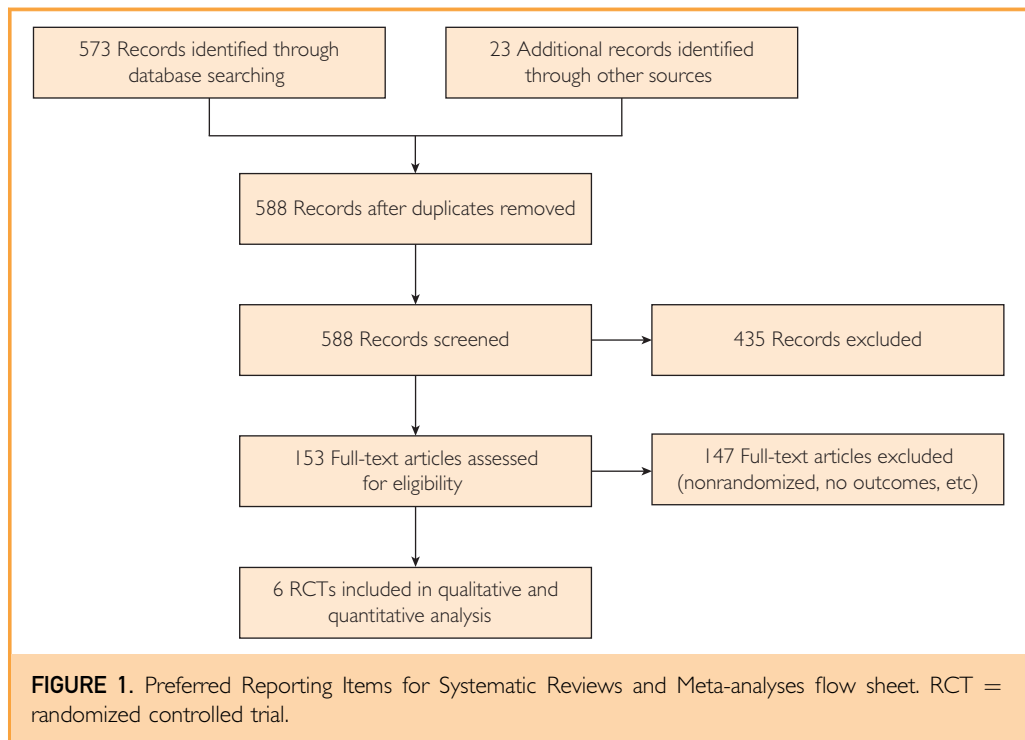 573 Records identified through
database searching
23 Additional records identified
through other sources
588 Records after duplicates removed
588 Records screened
435 Records excluded
153 Full-text articles assessed
for eligibility
147 Full-text articles excluded
(nonrandomized, no outcomes, etc)
6 RCTs included in qualitative and
quantitative analysis
FIGURE 1. Preferred Reporting Items for Systematic Reviews and Meta-analyses flow sheet. RCT =
randomized controlled trial.